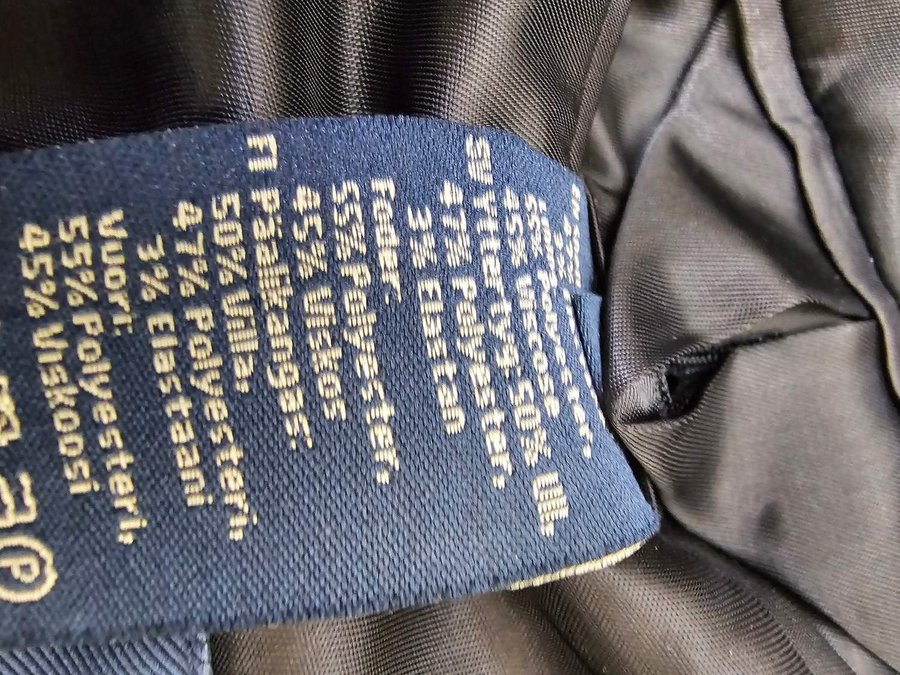 45% Viscose
SV Yttertyg 50% Ull,
47% Polyester,
3% Elastan
Foder:
55% Polyester,
45% Viskos
FI Päällikangas:
50% Villa,
47% Polyesteri,
3% Elastaani
Vuori:
55% Polyesteri,
45% Viskoosi
P